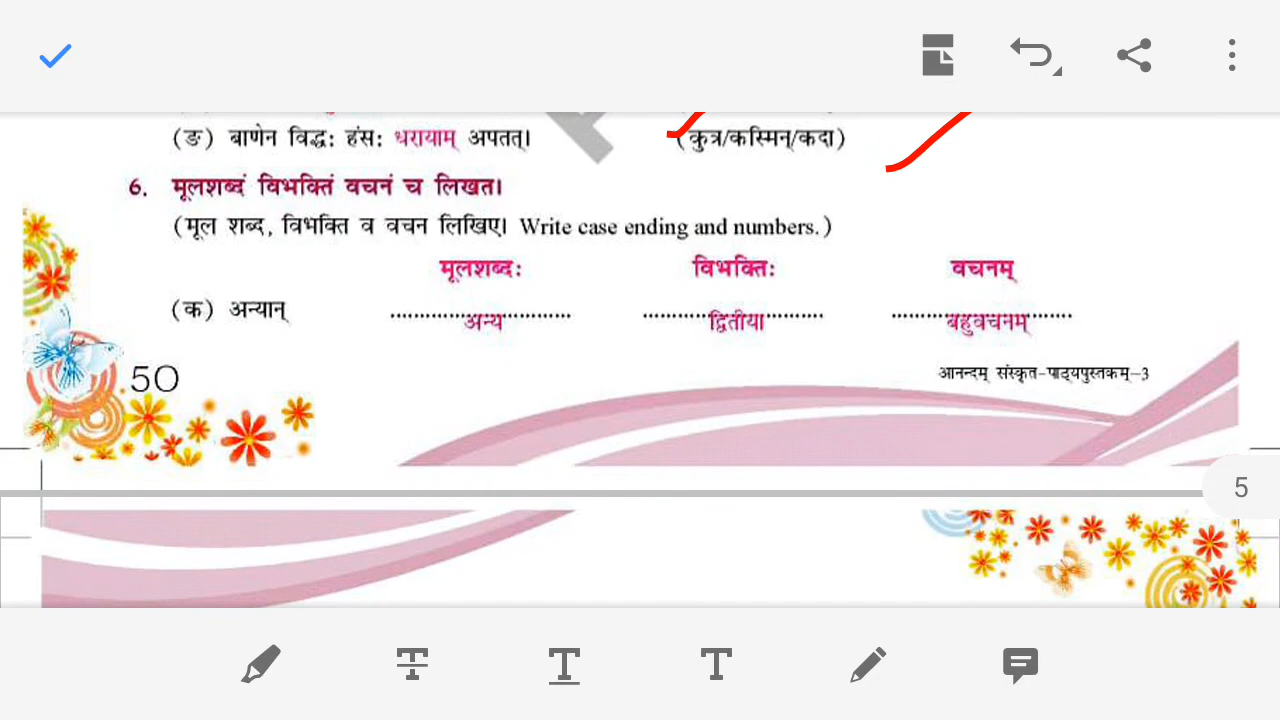 (ङ) बाणेन विद्धः हंसः धरायाम् अपतत्। (कुत्र/कस्मिन्/कदा)
6. मूलशब्दं विभक्तिं वचनं च लिखत।
(मूल शब्द, विभक्ति व वचन लिखिए। Write case ending and numbers.)
मूलशब्दः विभक्तिः वचनम्
(क) अन्यान् अन्य द्वितीया बहुवचनम्
आनन्दम् संस्कृत-पाठ्यपुस्तकम्-3
50
5